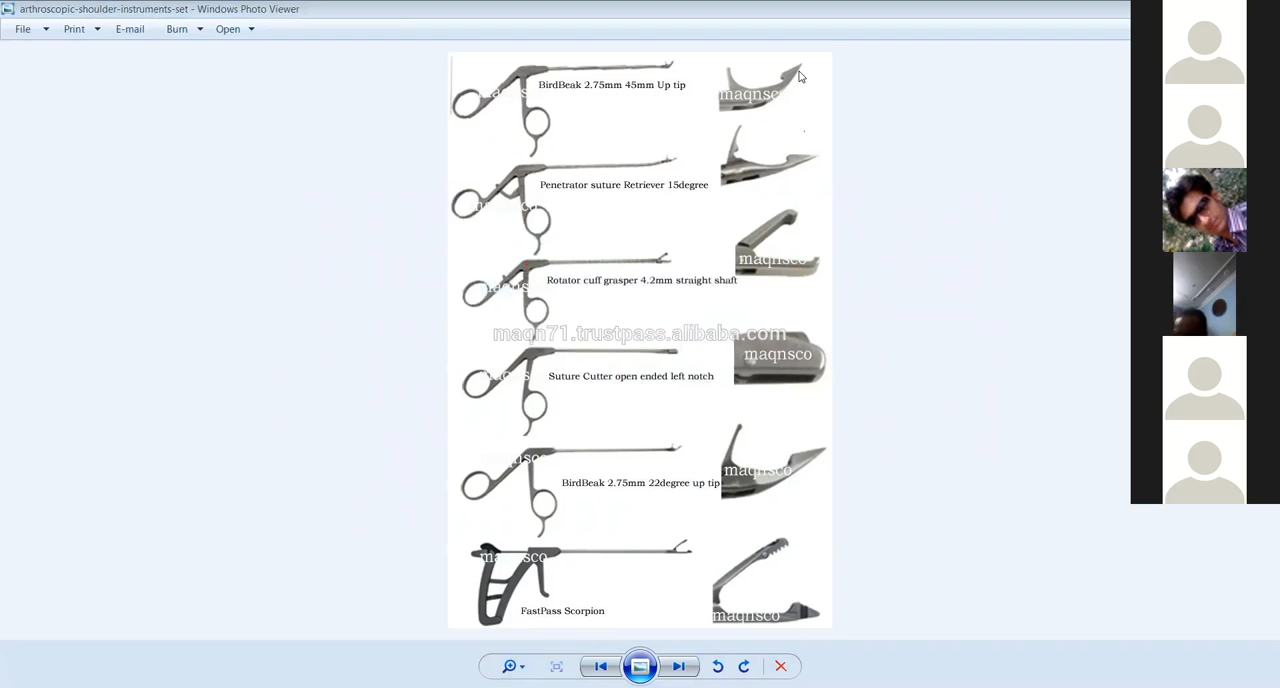 arthroscopic-shoulder-instruments-set - Windows Photo Viewer
File Print E-mail Burn Open
BirdBeak 2.75mm 45mm Up tip
maqnsco
Penetrator suture Retriever 15degree
maqnsco
Rotator cuff grasper 4.2mm straight shaft
maqn71.trustpass.alibaba.com
maqnsco
Suture Cutter open ended left notch
maqnsco
BirdBeak 2.75mm 22degree up tip
maqnsco
FastPass Scorpion
maqnsco